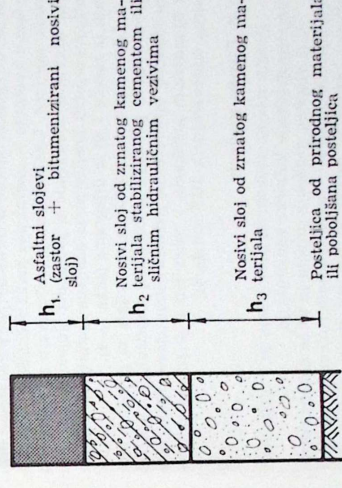 h₁
Asfaltni slojevi
(zastor + bitumenizirani nosivi
sloj)
h₂
Nosivi sloj od zrnatog kamenog ma-
terijala stabiliziranog cementom ili
sličnim hidrauličnim vezivima
h₃
Nosivi sloj od zrnatog kamenog ma-
terijala
Posteljica od prirodnog materijala
ili poboljšana posteljica